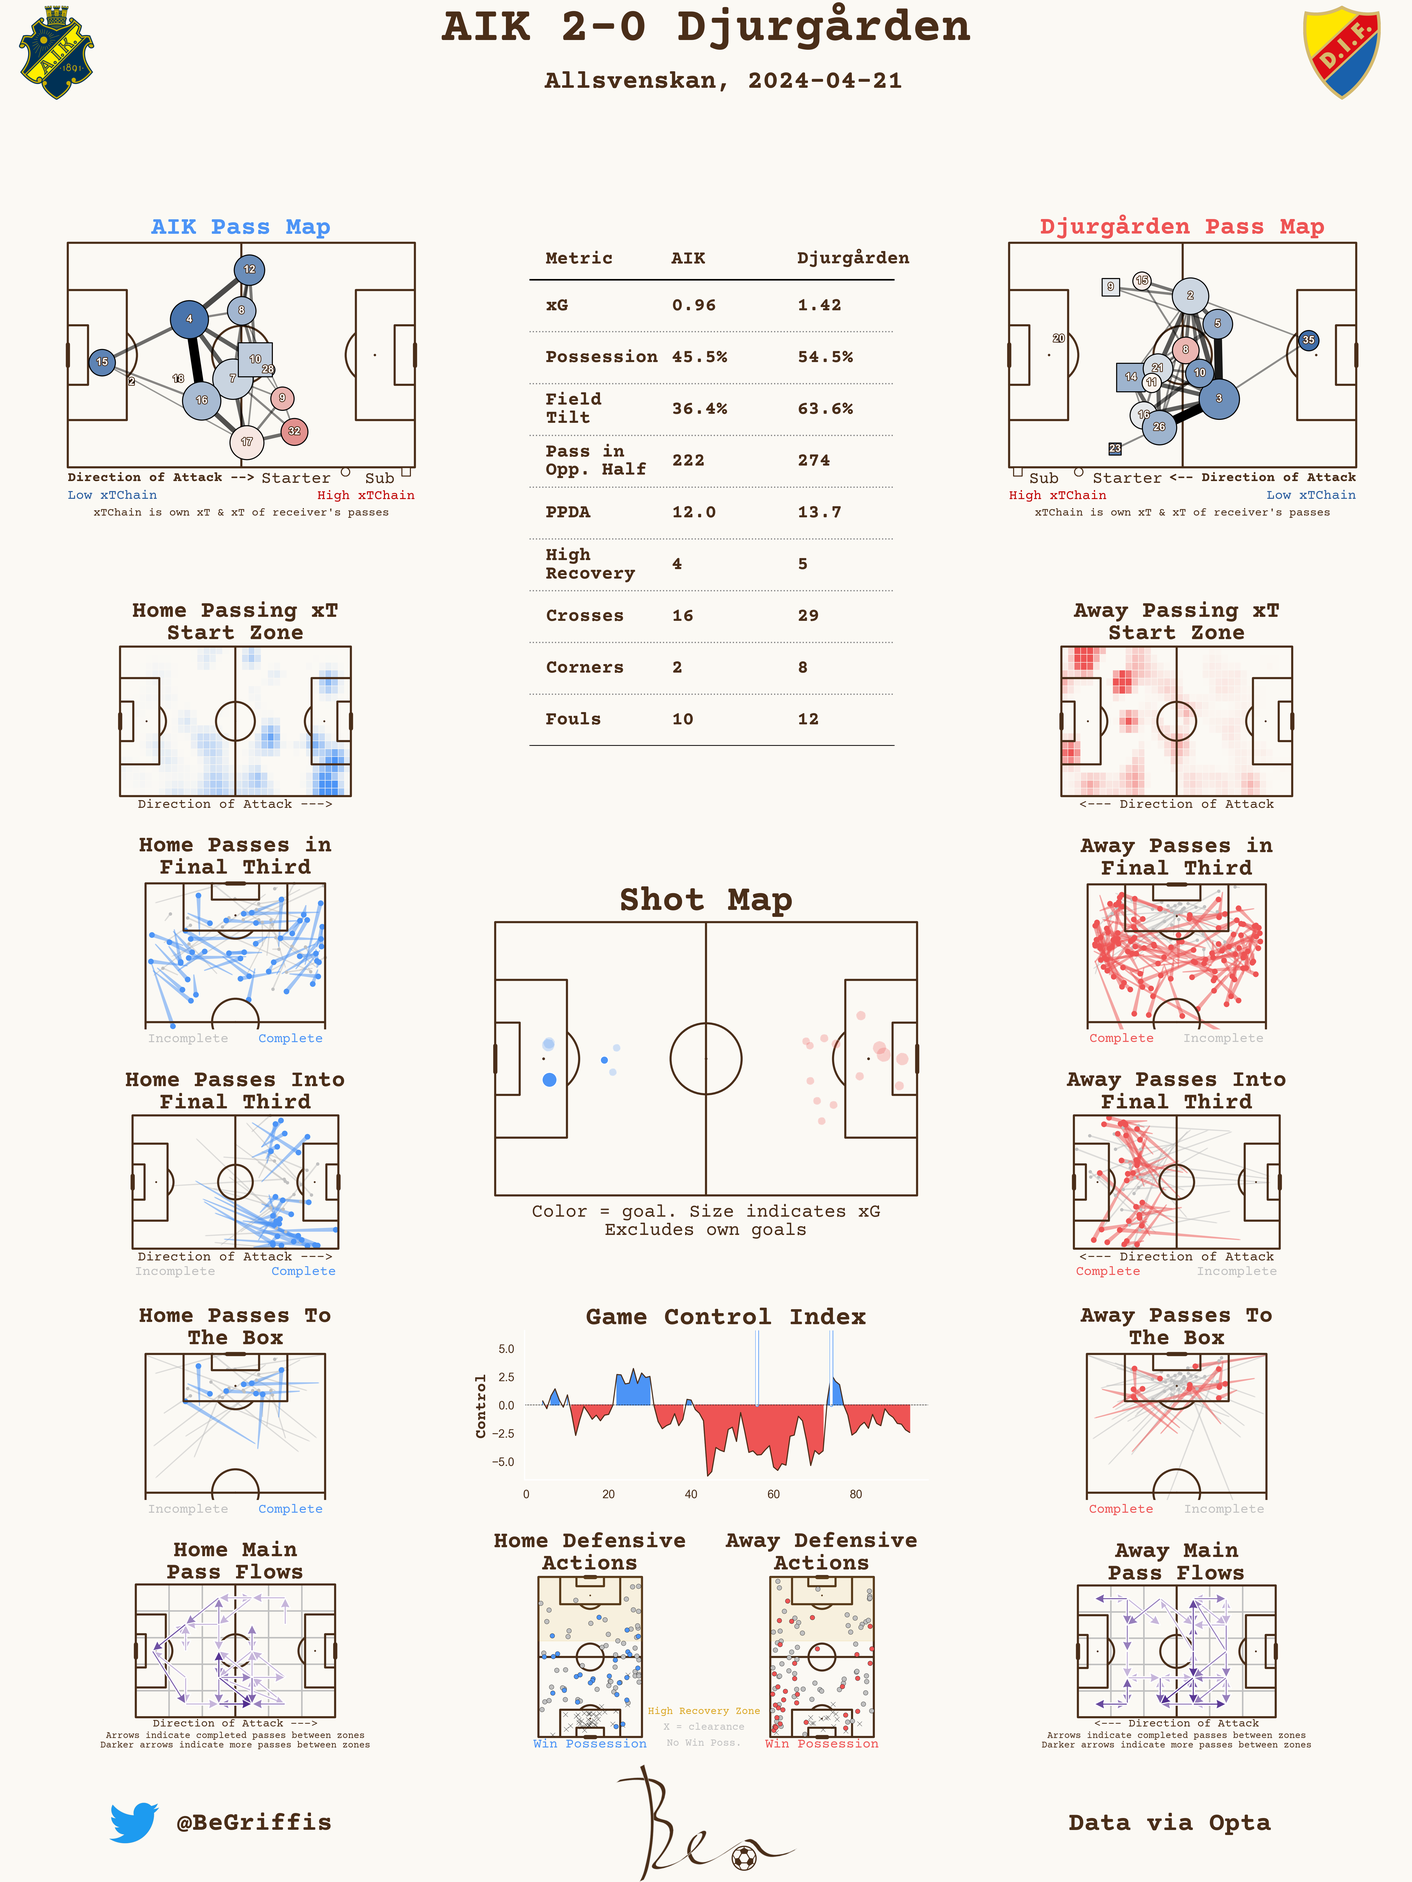 AIK 2-0 Djurgården
Allsvenskan, 2024-04-21
A.I.K.
1891
D.I.F.
AIK Pass Map
12
4
8
10
28
15
2
18
7
16
9
32
17
Direction of Attack --> Starter Sub
Low xTChain High xTChain
xTChain is own xT & xT of receiver's passes
Metric AIK Djurgården
xG 0.96 1.42
Possession 45.5% 54.5%
Field
Tilt 36.4% 63.6%
Pass in
Opp. Half 222 274
PPDA 12.0 13.7
High
Recovery 4 5
Crosses 16 29
Corners 2 8
Fouls 10 12
Djurgården Pass Map
9
15
2
5
20
8
35
21
14
11
10
3
16
26
23
Sub Starter <-- Direction of Attack
High xTChain Low xTChain
xTChain is own xT & xT of receiver's passes
Home Passing xT
Start Zone
Direction of Attack --->
Away Passing xT
Start Zone
<--- Direction of Attack
Home Passes in
Final Third
Incomplete Complete
Away Passes in
Final Third
Complete Incomplete
Shot Map
Color = goal. Size indicates xG
Excludes own goals
Home Passes Into
Final Third
Direction of Attack --->
Incomplete Complete
Away Passes Into
Final Third
<--- Direction of Attack
Complete Incomplete
Home Passes To
The Box
Incomplete Complete
Game Control Index
Control
5.0
2.5
0.0
−2.5
−5.0
0 20 40 60 80
Away Passes To
The Box
Complete Incomplete
Home Main
Pass Flows
Direction of Attack --->
Arrows indicate completed passes between zones
Darker arrows indicate more passes between zones
Home Defensive
Actions
Win Possession
High Recovery Zone
X = clearance
No Win Poss.
Away Defensive
Actions
Win Possession
Away Main
Pass Flows
<--- Direction of Attack
Arrows indicate completed passes between zones
Darker arrows indicate more passes between zones
@BeGriffis
Ben
Data via Opta